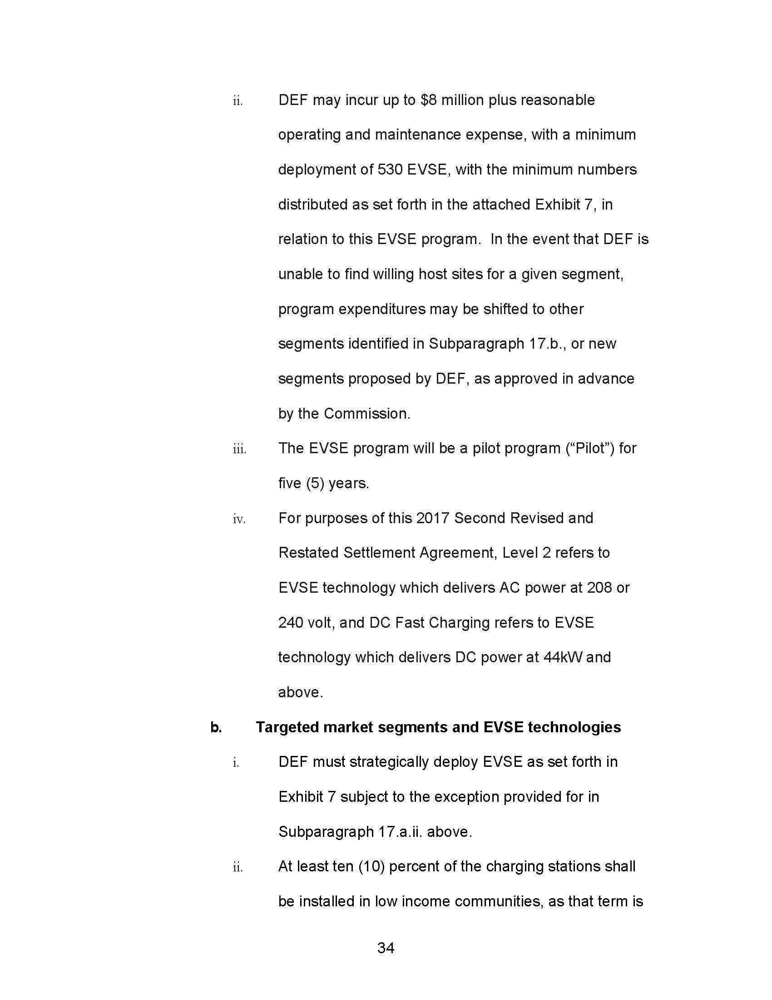 ii. DEF may incur up to $8 million plus reasonable
operating and maintenance expense, with a minimum
deployment of 530 EVSE, with the minimum numbers
distributed as set forth in the attached Exhibit 7, in
relation to this EVSE program.  In the event that DEF is
unable to find willing host sites for a given segment,
program expenditures may be shifted to other
segments identified in Subparagraph 17.b., or new
segments proposed by DEF, as approved in advance
by the Commission.
iii. The EVSE program will be a pilot program (“Pilot”) for
five (5) years.
iv. For purposes of this 2017 Second Revised and
Restated Settlement Agreement, Level 2 refers to
EVSE technology which delivers AC power at 208 or
240 volt, and DC Fast Charging refers to EVSE
technology which delivers DC power at 44kW and
above.
b. Targeted market segments and EVSE technologies
i. DEF must strategically deploy EVSE as set forth in
Exhibit 7 subject to the exception provided for in
Subparagraph 17.a.ii. above.
ii. At least ten (10) percent of the charging stations shall
be installed in low income communities, as that term is
34